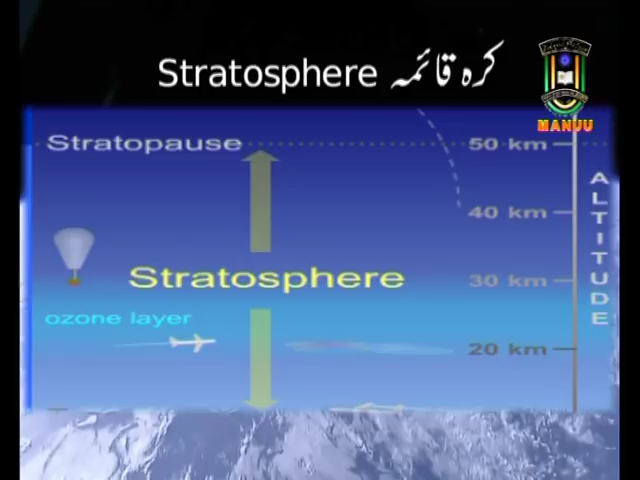 Stratosphere کرہ قائمہ
MANUU
Stratopause
50 km
40 km
Stratosphere
30 km
ozone layer
20 km
ALTITUDE